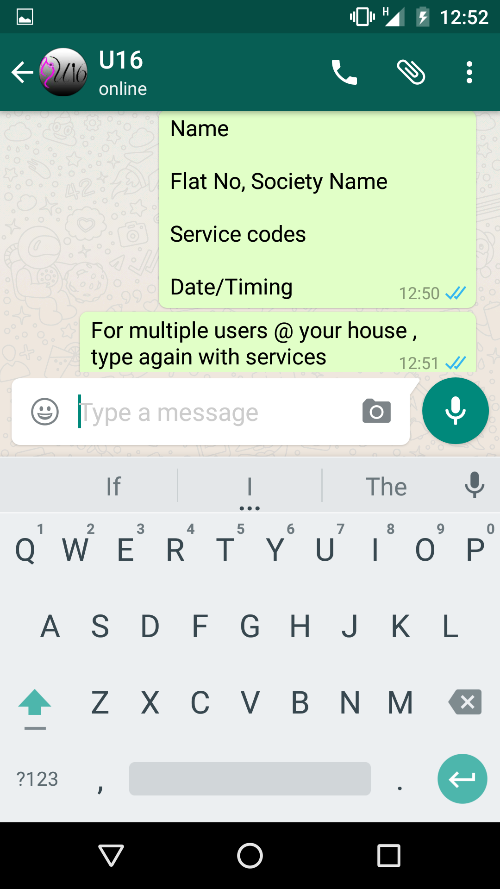 H 12:52
U16
U16
online
Name
Flat No, Society Name
Service codes
Date/Timing
12:50
For multiple users @ your house ,
type again with services
12:51
Type a message
If I The
1 2 3 4 5 6 7 8 9 0
Q W E R T Y U I O P
A S D F G H J K L
Z X C V B N M
?123 , .